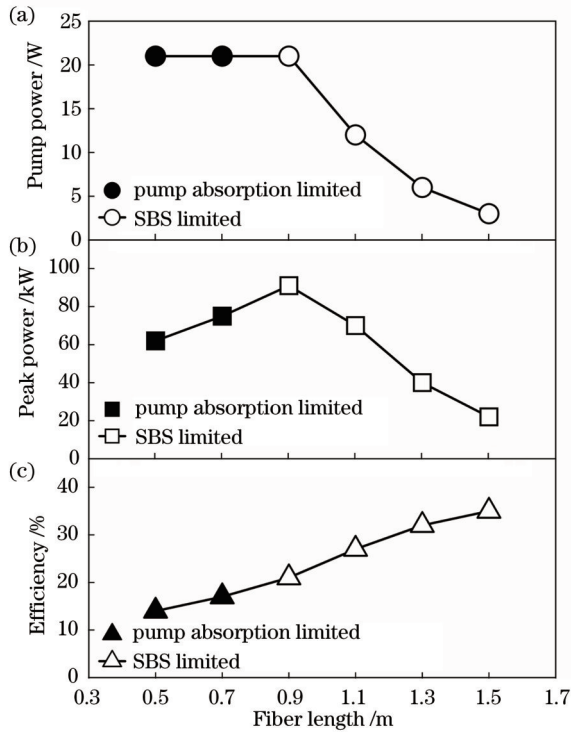 (a)
Pump power /W
25
20
15
10
5
0
pump absorption limited
SBS limited
(b)
Peak power /kW
100
80
60
40
20
0
pump absorption limited
SBS limited
(c)
Efficiency /%
40
30
20
10
0
pump absorption limited
SBS limited
0.3 0.5 0.7 0.9 1.1 1.3 1.5 1.7
Fiber length /m